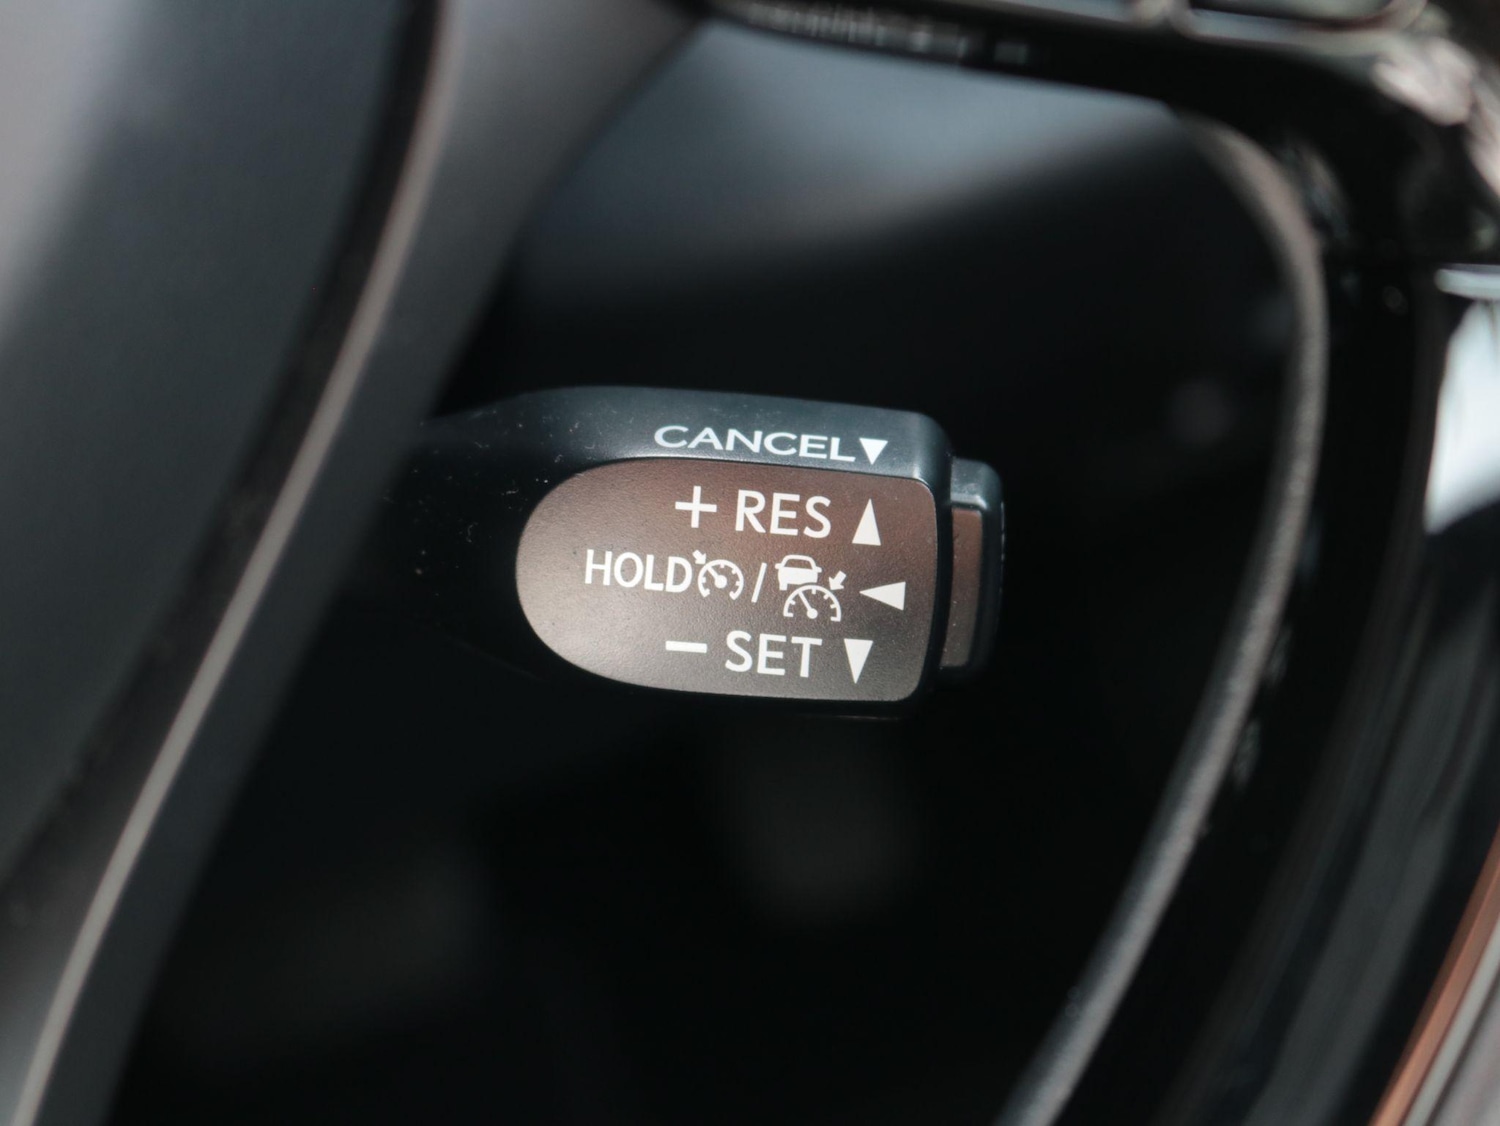 CANCEL▼
+ RES ▲
HOLD / ◀
− SET ▼